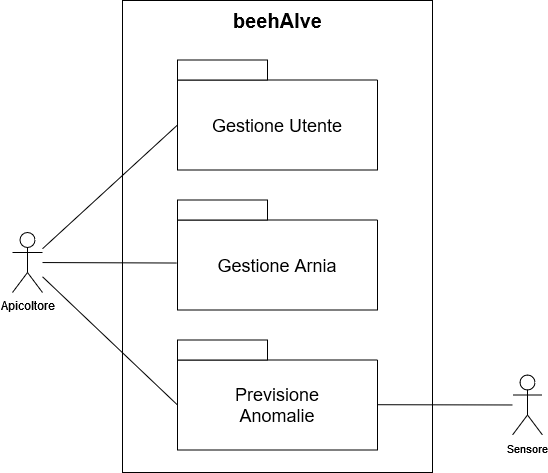 beehAIve
Gestione Utente
Gestione Arnia
Apicoltore
Previsione
Anomalie
Sensore